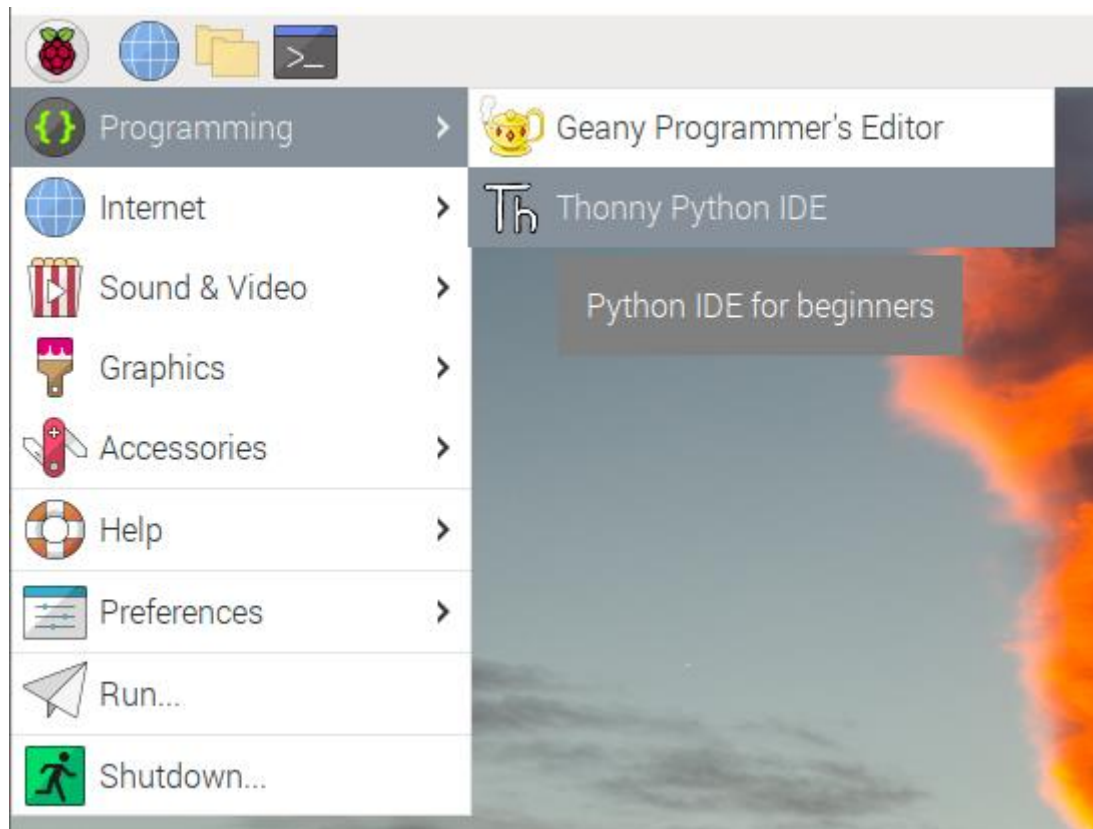 >_
Programming
Geany Programmer's Editor
Internet
Th Thonny Python IDE
Sound & Video
Python IDE for beginners
Graphics
Accessories
Help
Preferences
Run...
Shutdown...